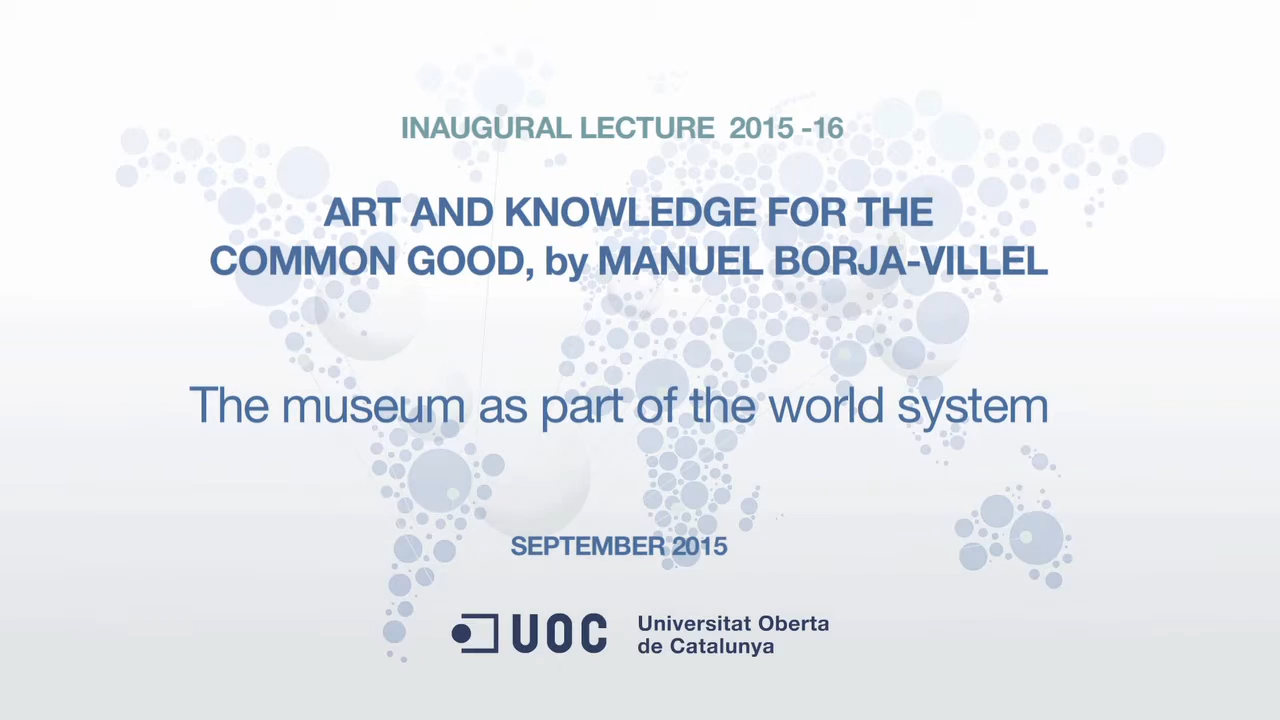 INAUGURAL LECTURE 2015 -16
ART AND KNOWLEDGE FOR THE
COMMON GOOD, by MANUEL BORJA-VILLEL
The museum as part of the world system
SEPTEMBER 2015
UOC
Universitat Oberta
de Catalunya